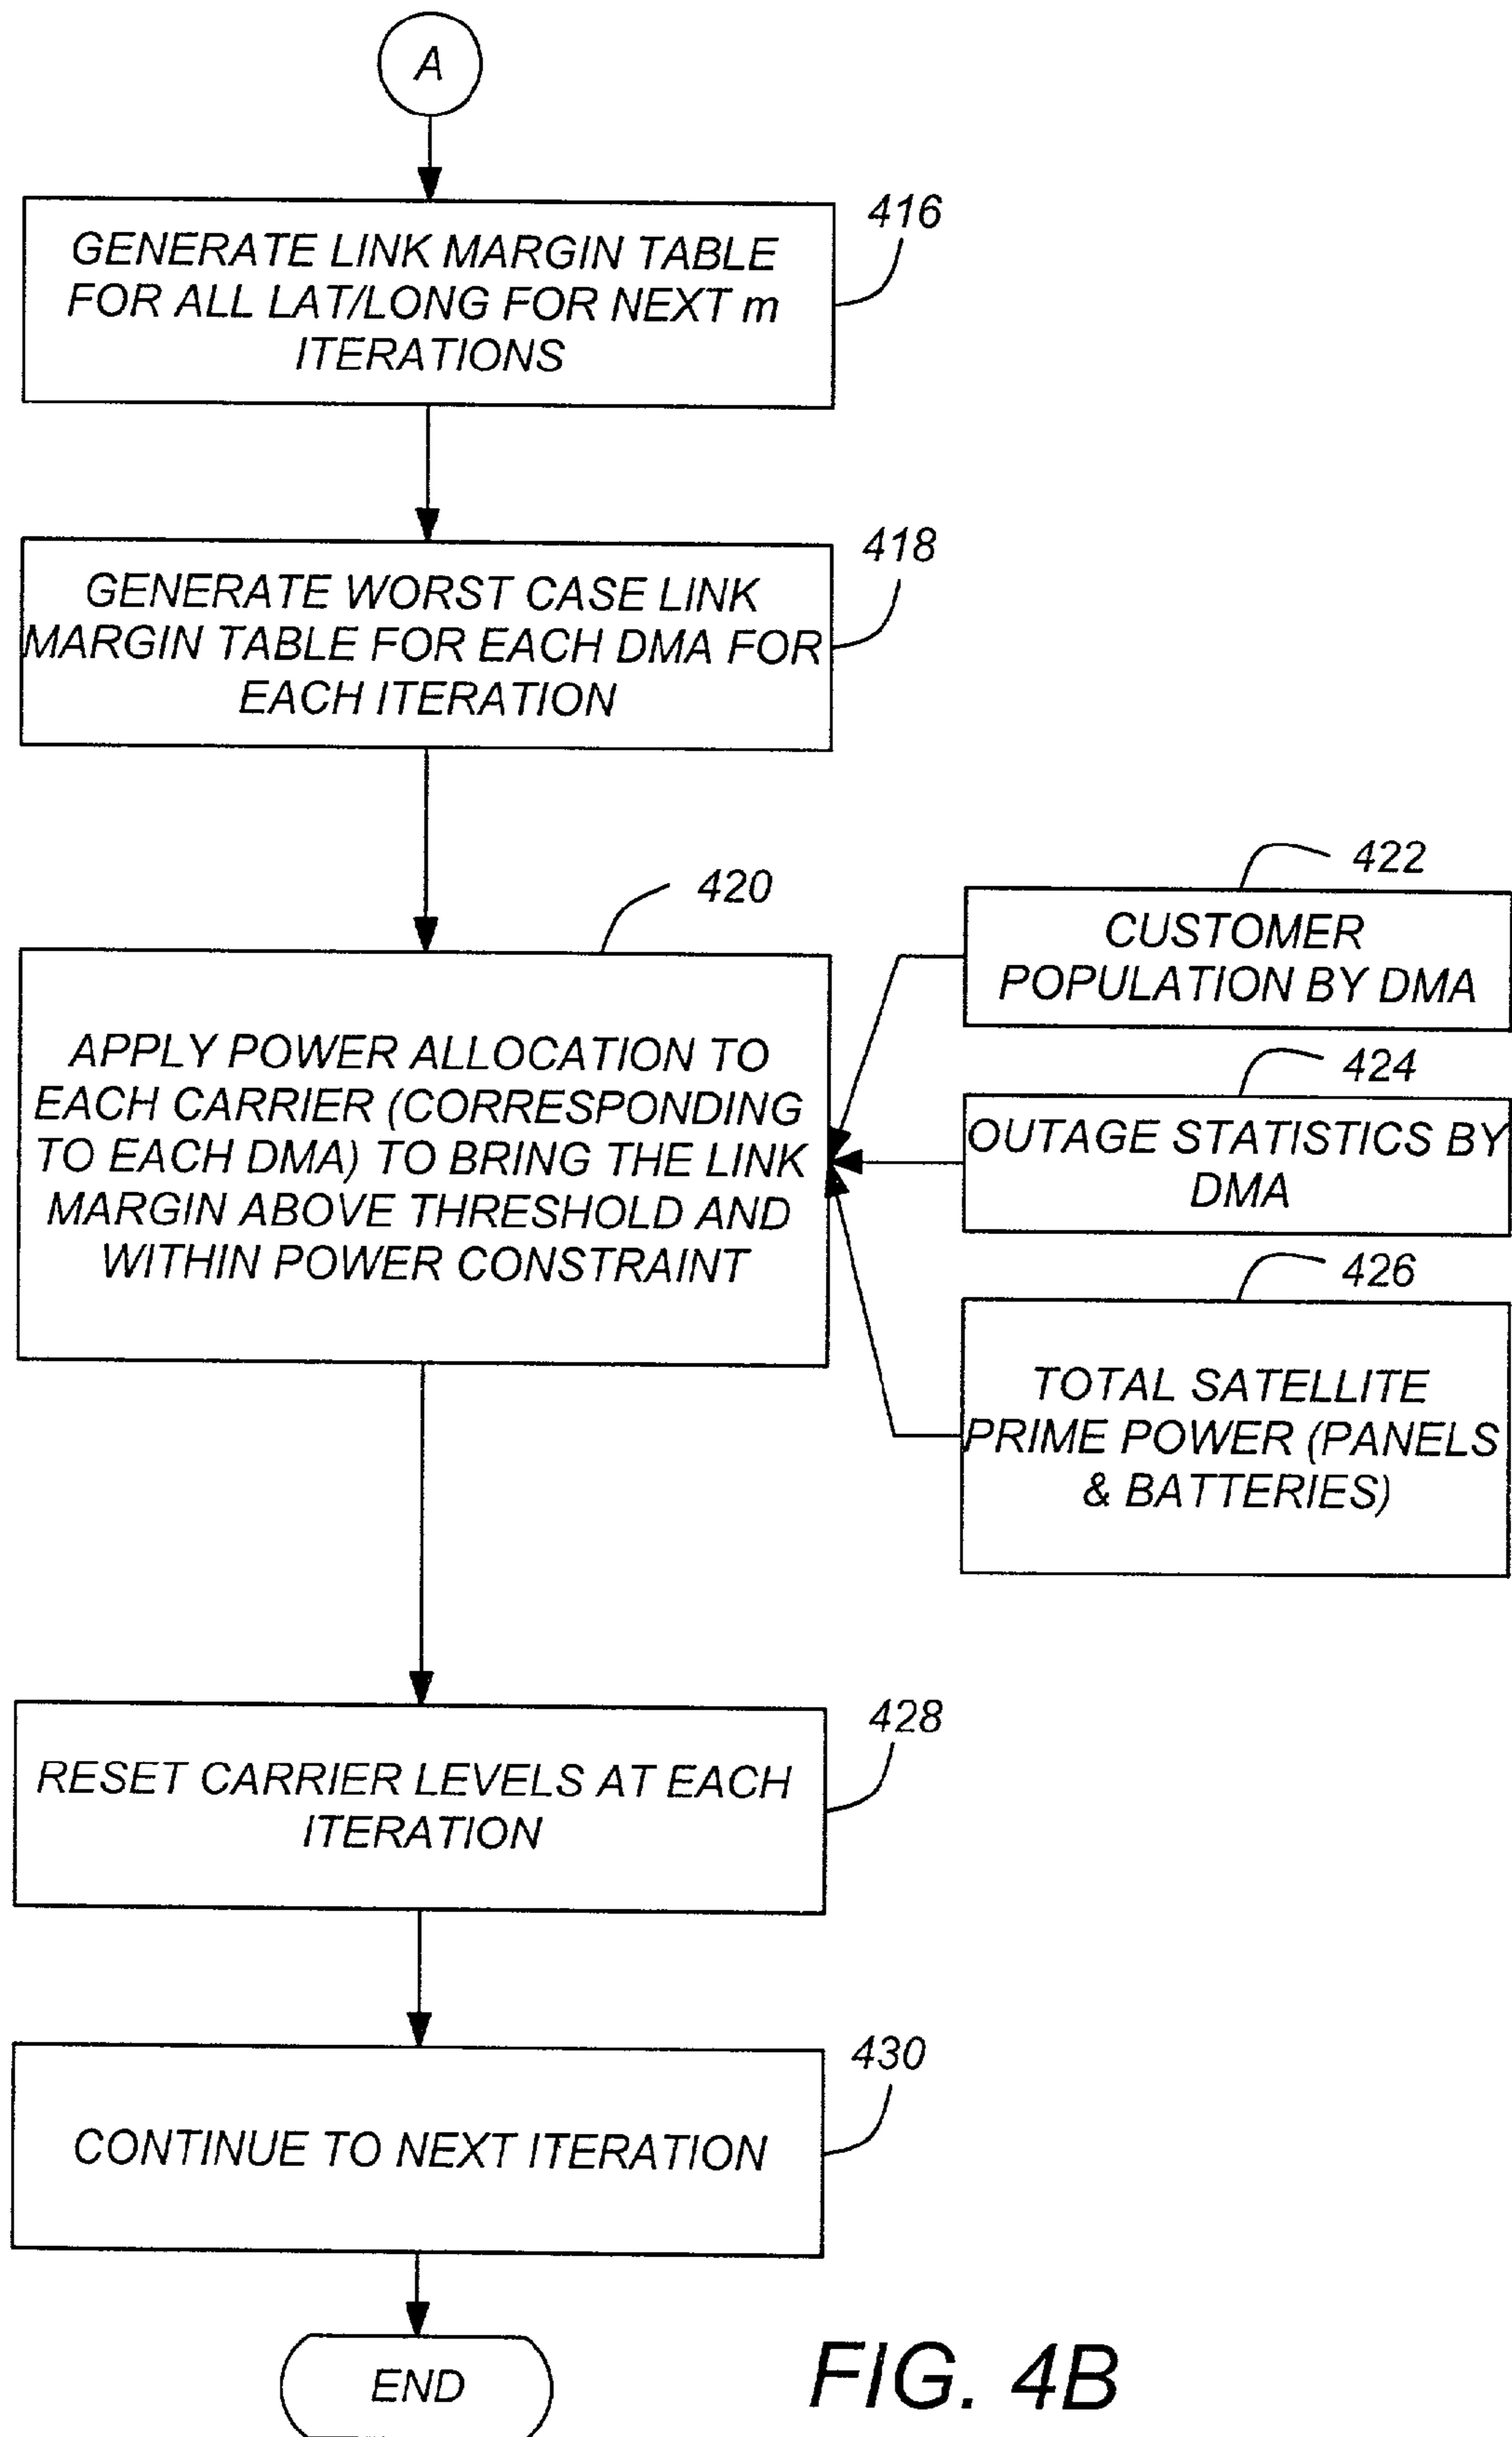 A
416
GENERATE LINK MARGIN TABLE
FOR ALL LAT/LONG FOR NEXT m
ITERATIONS
418
GENERATE WORST CASE LINK
MARGIN TABLE FOR EACH DMA FOR
EACH ITERATION
420
APPLY POWER ALLOCATION TO
EACH CARRIER (CORRESPONDING
TO EACH DMA) TO BRING THE LINK
MARGIN ABOVE THRESHOLD AND
WITHIN POWER CONSTRAINT
422
CUSTOMER
POPULATION BY DMA
424
OUTAGE STATISTICS BY
DMA
426
TOTAL SATELLITE
PRIME POWER (PANELS
& BATTERIES)
428
RESET CARRIER LEVELS AT EACH
ITERATION
430
CONTINUE TO NEXT ITERATION
END
FIG. 4B